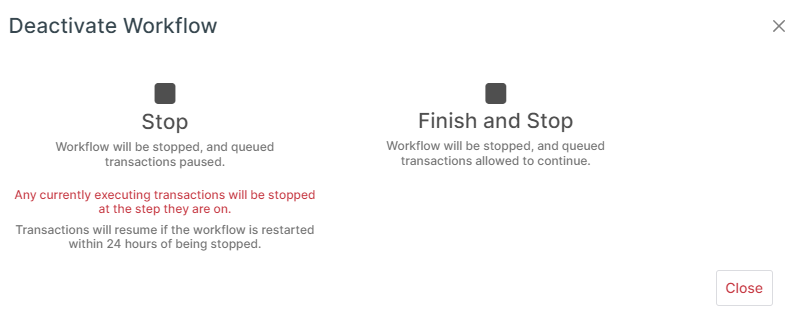 Deactivate Workflow
Stop
Workflow will be stopped, and queued
transactions paused.
Any currently executing transactions will be stopped
at the step they are on.
Transactions will resume if the workflow is restarted
within 24 hours of being stopped.
Finish and Stop
Workflow will be stopped, and queued
transactions allowed to continue.
Close